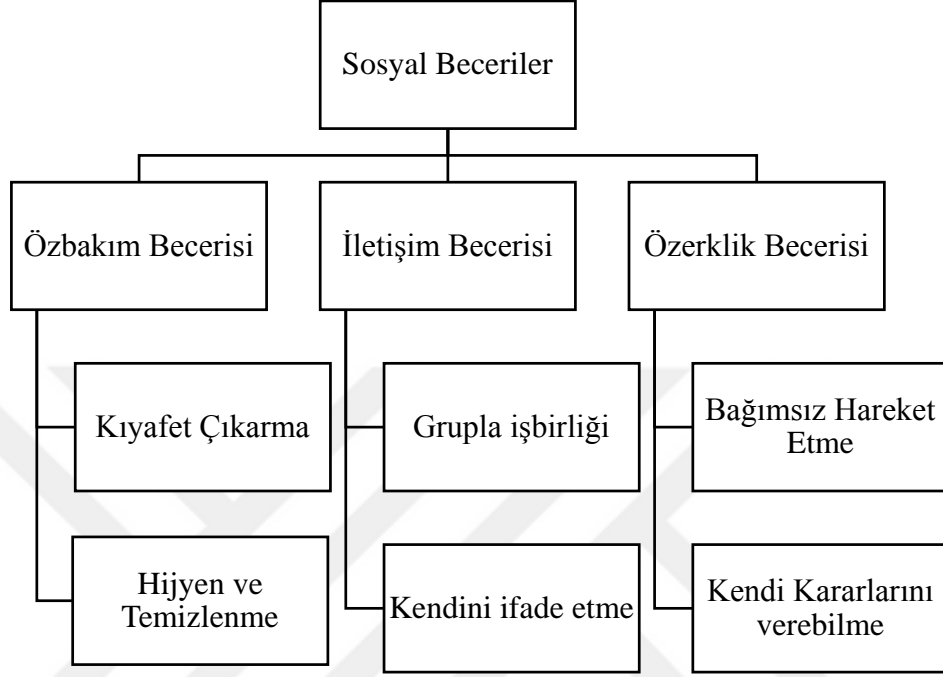 Sosyal Beceriler
Özbakım Becerisi
İletişim Becerisi
Özerklik Becerisi
Kıyafet Çıkarma
Grupla işbirliği
Bağımsız Hareket
Etme
Hijyen ve
Temizlenme
Kendini ifade etme
Kendi Kararlarını
verebilme